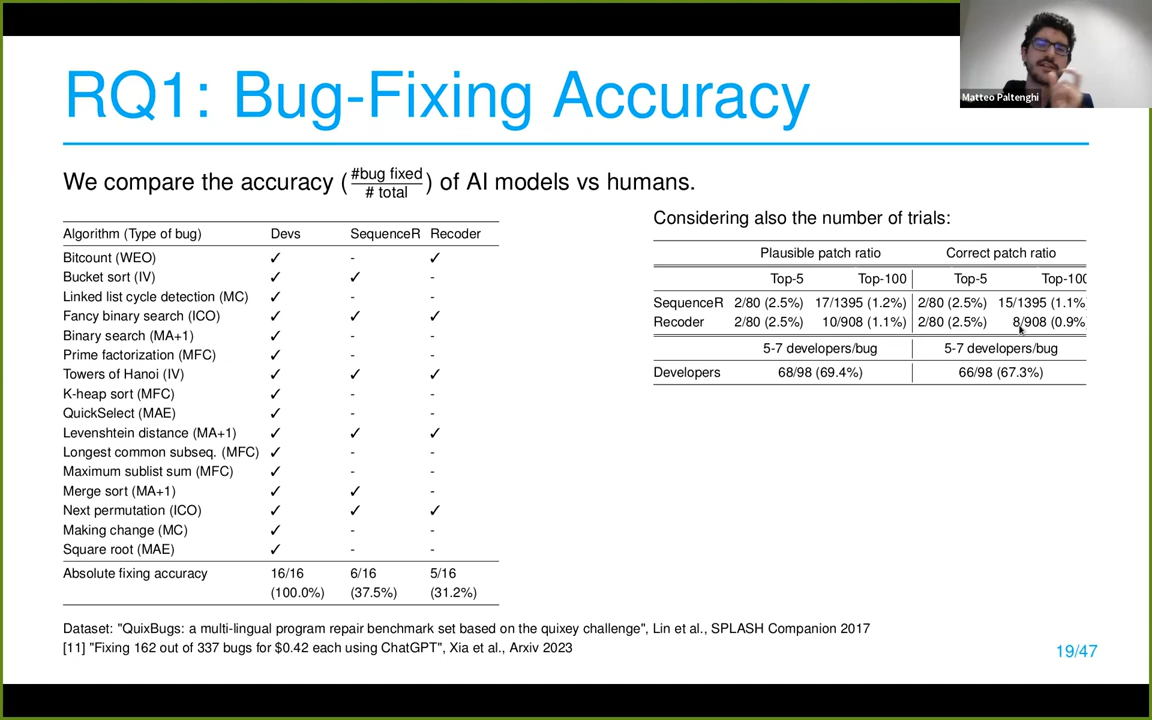 RQ1: Bug-Fixing Accuracy
Matteo Paltenghi
We compare the accuracy (#bug fixed / # total) of AI models vs humans.
Algorithm (Type of bug) Devs SequenceR Recoder
Bitcount (WEO) ✓ - ✓
Bucket sort (IV) ✓ ✓ -
Linked list cycle detection (MC) ✓ - -
Fancy binary search (ICO) ✓ ✓ ✓
Binary search (MA+1) ✓ - -
Prime factorization (MFC) ✓ - -
Towers of Hanoi (IV) ✓ ✓ ✓
K-heap sort (MFC) ✓ - -
QuickSelect (MAE) ✓ - -
Levenshtein distance (MA+1) ✓ ✓ ✓
Longest common subseq. (MFC) ✓ - -
Maximum sublist sum (MFC) ✓ - -
Merge sort (MA+1) ✓ ✓ -
Next permutation (ICO) ✓ ✓ ✓
Making change (MC) ✓ - -
Square root (MAE) ✓ - -
Absolute fixing accuracy 16/16 6/16 5/16
(100.0%) (37.5%) (31.2%)
Considering also the number of trials:
Plausible patch ratio Correct patch ratio
Top-5 Top-100 Top-5 Top-100
SequenceR 2/80 (2.5%) 17/1395 (1.2%) 2/80 (2.5%) 15/1395 (1.1%
Recoder 2/80 (2.5%) 10/908 (1.1%) 2/80 (2.5%) 8/908 (0.9%
5-7 developers/bug 5-7 developers/bug
Developers 68/98 (69.4%) 66/98 (67.3%)
Dataset: "QuixBugs: a multi-lingual program repair benchmark set based on the quixey challenge", Lin et al., SPLASH Companion 2017
[11] "Fixing 162 out of 337 bugs for $0.42 each using ChatGPT", Xia et al., Arxiv 2023
19/47